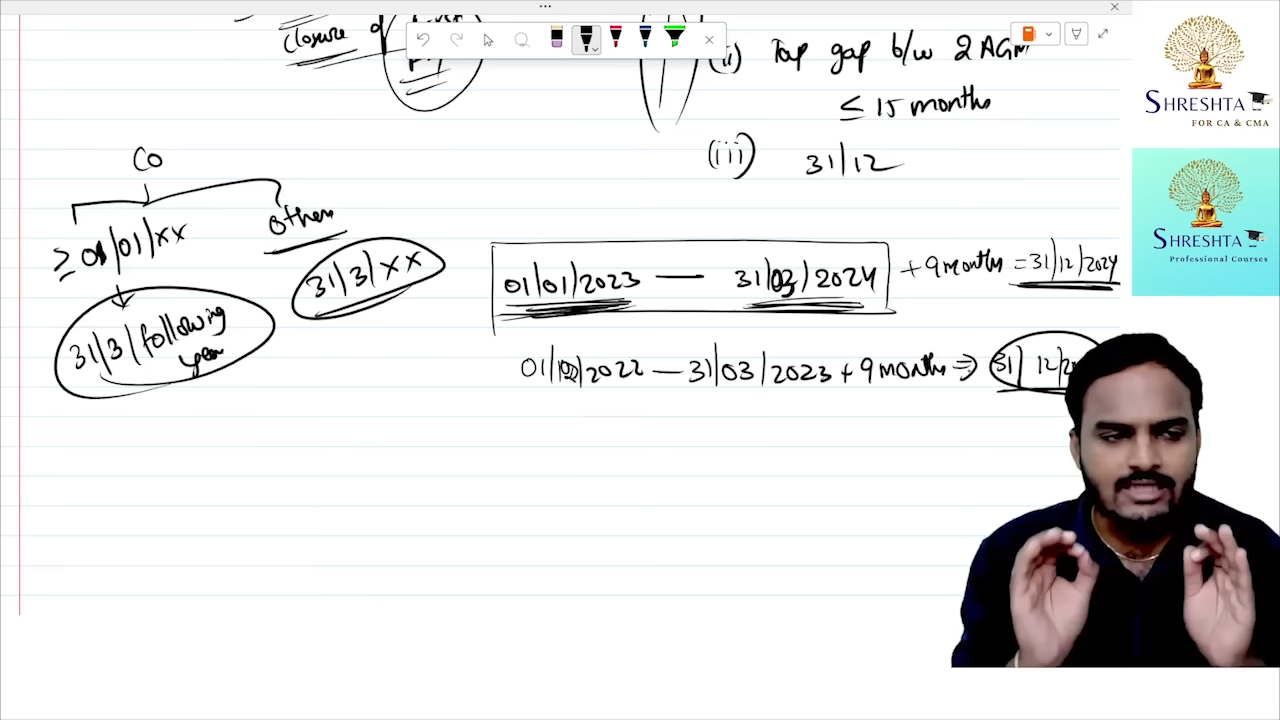 closure of
(ii) Top gap b/w 2 AGM
≤ 15 months
(iii) 31/12
Co
≥ 01/01/XX
others
31/3/ following
year
31/3/XX
01/01/2023 — 31/03/2024 + 9 months = 31/12/2024
/2022 — 31/03/2023 + 9 months ⇒ 31/12/
SHRESHTA
FOR CA & CMA
SHRESHTA
Professional Courses